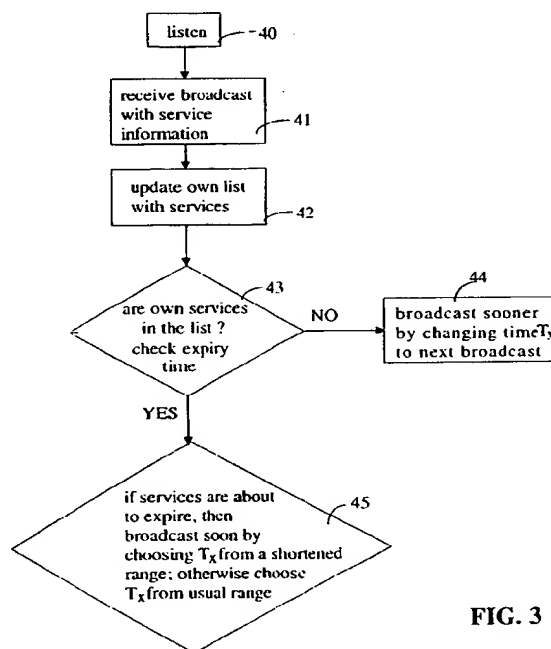 listen
40
receive broadcast
with service
information
41
update own list
with services
42
43
are own services
in the list ?
check expiry
time
NO
44
broadcast sooner
by changing time Tx
to next broadcast
YES
45
if services are about
to expire, then
broadcast soon by
choosing Tx from a shortened
range; otherwise choose
Tx from usual range
FIG. 3